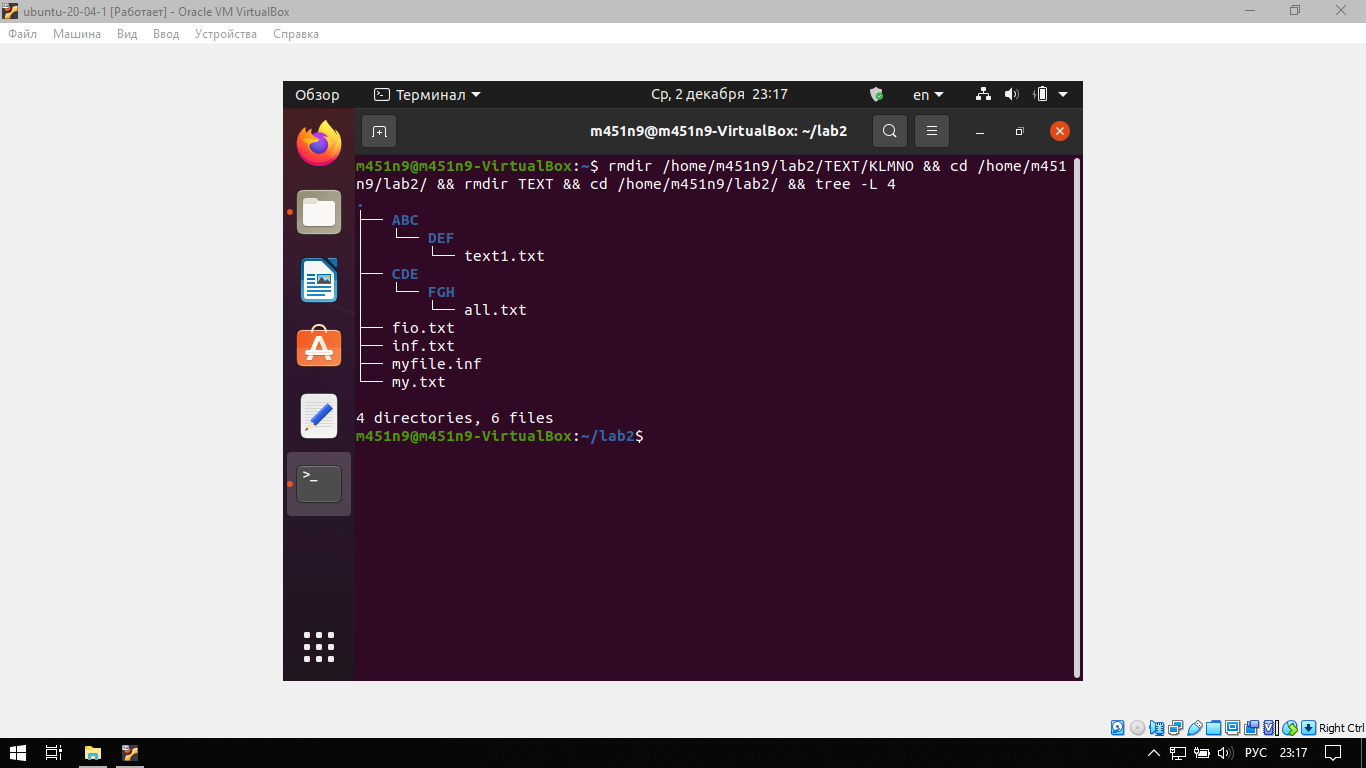 ubuntu-20-04-1 [Работает] - Oracle VM VirtualBox
Файл Машина Вид Ввод Устройства Справка
Обзор Терминал Ср, 2 декабря 23:17 en
m451n9@m451n9-VirtualBox: ~/lab2
m451n9@m451n9-VirtualBox:~$ rmdir /home/m451n9/lab2/TEXT/KLMNO && cd /home/m451
n9/lab2/ && rmdir TEXT && cd /home/m451n9/lab2/ && tree -L 4
.
├── ABC
│   └── DEF
│       └── text1.txt
├── CDE
│   └── FGH
│       └── all.txt
├── fio.txt
├── inf.txt
├── myfile.inf
└── my.txt
4 directories, 6 files
m451n9@m451n9-VirtualBox:~/lab2$
Right Ctrl
РУС 23:17